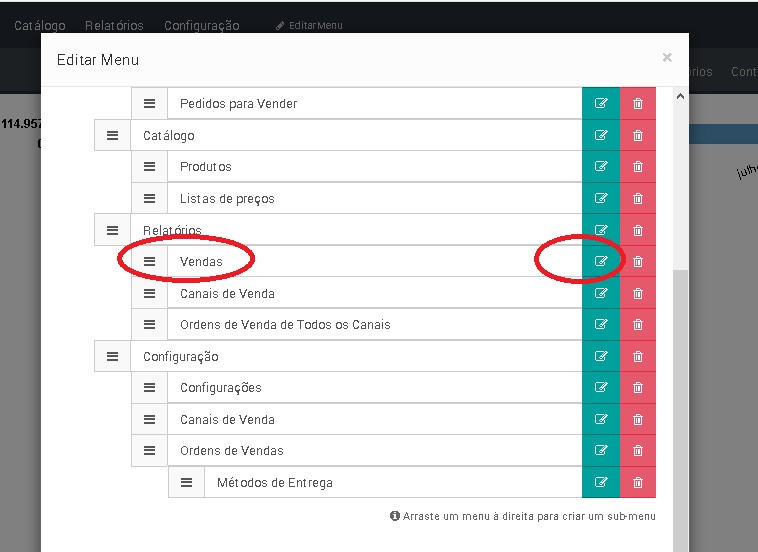 Catálogo Relatórios Configuração EditarMenu
Editar Menu ×
rios Cont
Pedidos para Vender
114.957
Catálogo
Produtos
julh
Listas de preços
Relatórios
Vendas
Canais de Venda
Ordens de Venda de Todos os Canais
Configuração
Configurações
Canais de Venda
Ordens de Vendas
Métodos de Entrega
Arraste um menu à direita para criar um sub-menu